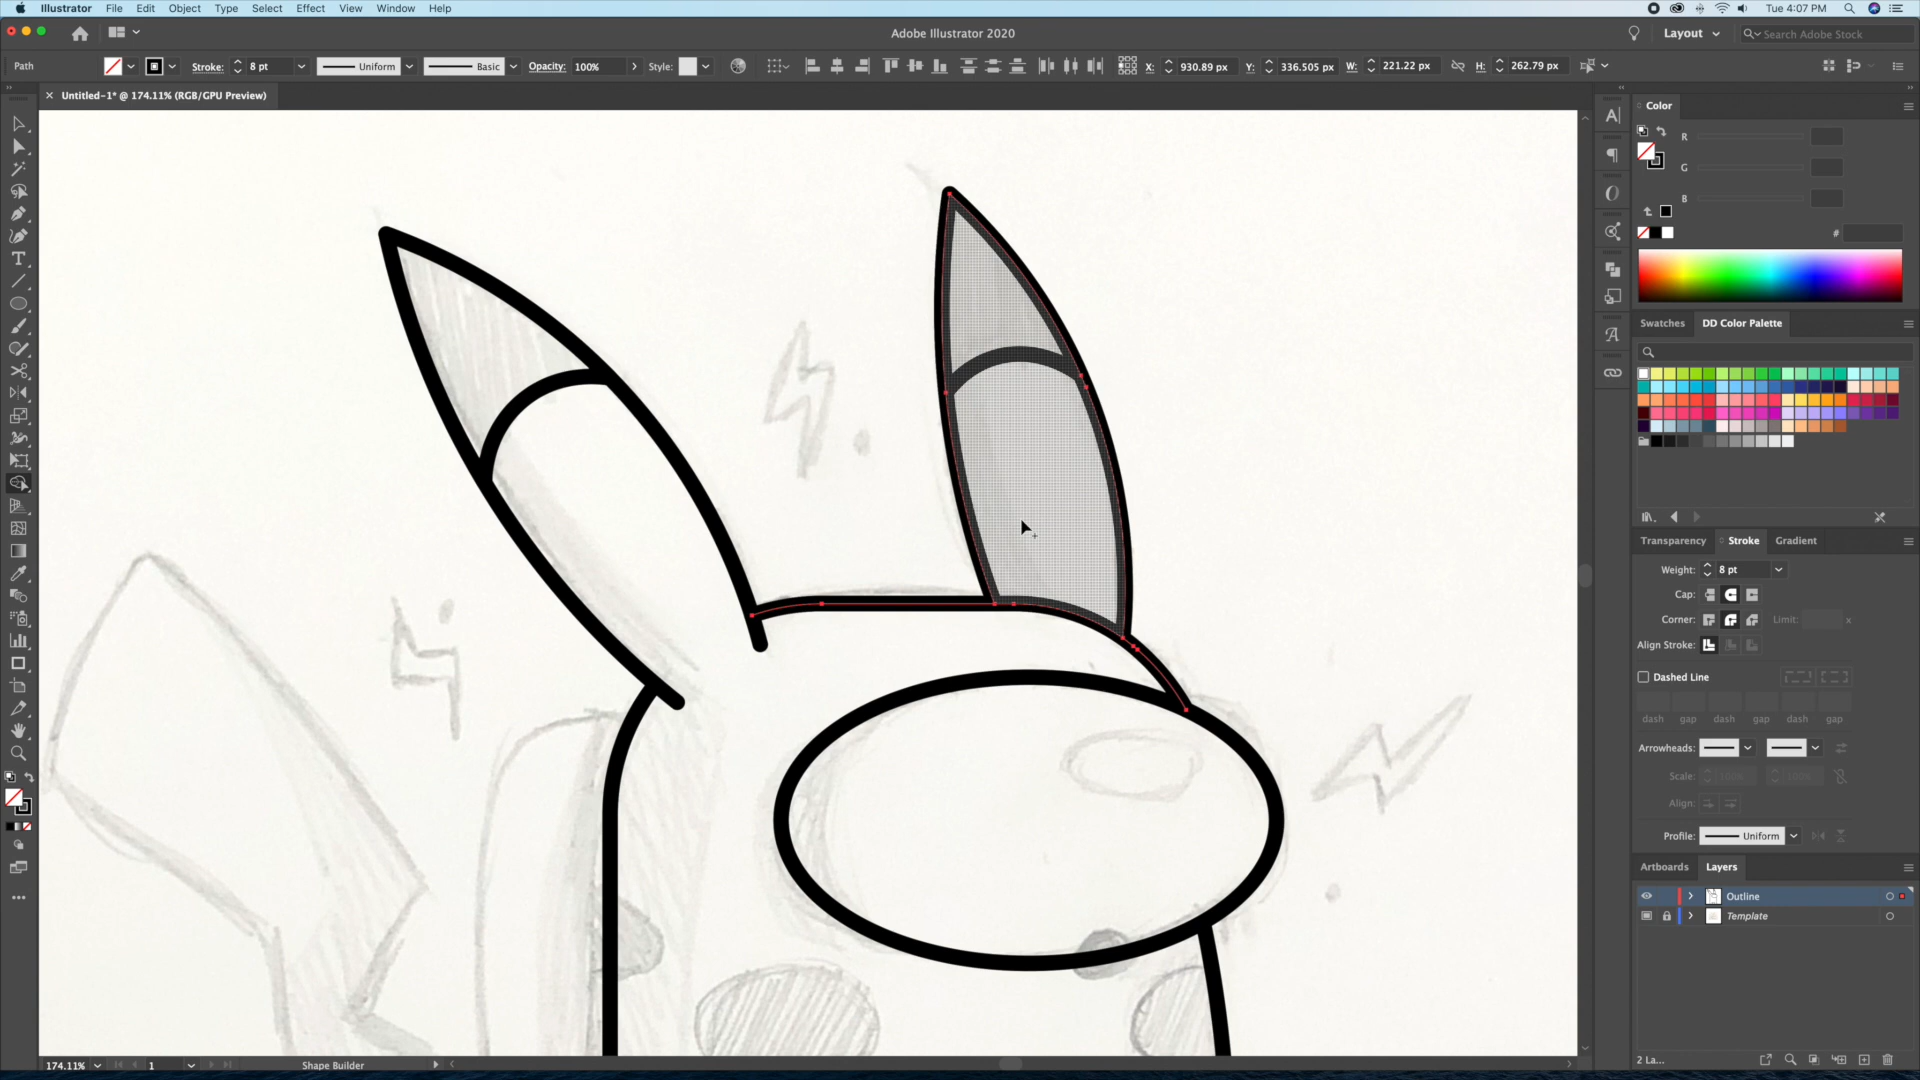 Illustrator File Edit Object Type Select Effect View Window Help Tue 4:07 PM
Adobe Illustrator 2020 Layout Search Adobe Stock
Path Stroke: 8 pt Uniform Basic Opacity: 100% Style: X: 930.89 px Y: 336.505 px W: 221.22 px H: 262.79 px
Untitled-1* @ 174.11% (RGB/GPU Preview)
Color
R
G
B
#
Swatches DD Color Palette
Transparency Stroke Gradient
Weight: 8 pt
Cap:
Corner: Limit: x
Align Stroke:
Dashed Line
dash gap dash gap dash gap
Arrowheads:
Scale: 100% 100%
Align:
Profile: Uniform
Artboards Layers
Outline
Template
2 La...
174.11% 1 Shape Builder